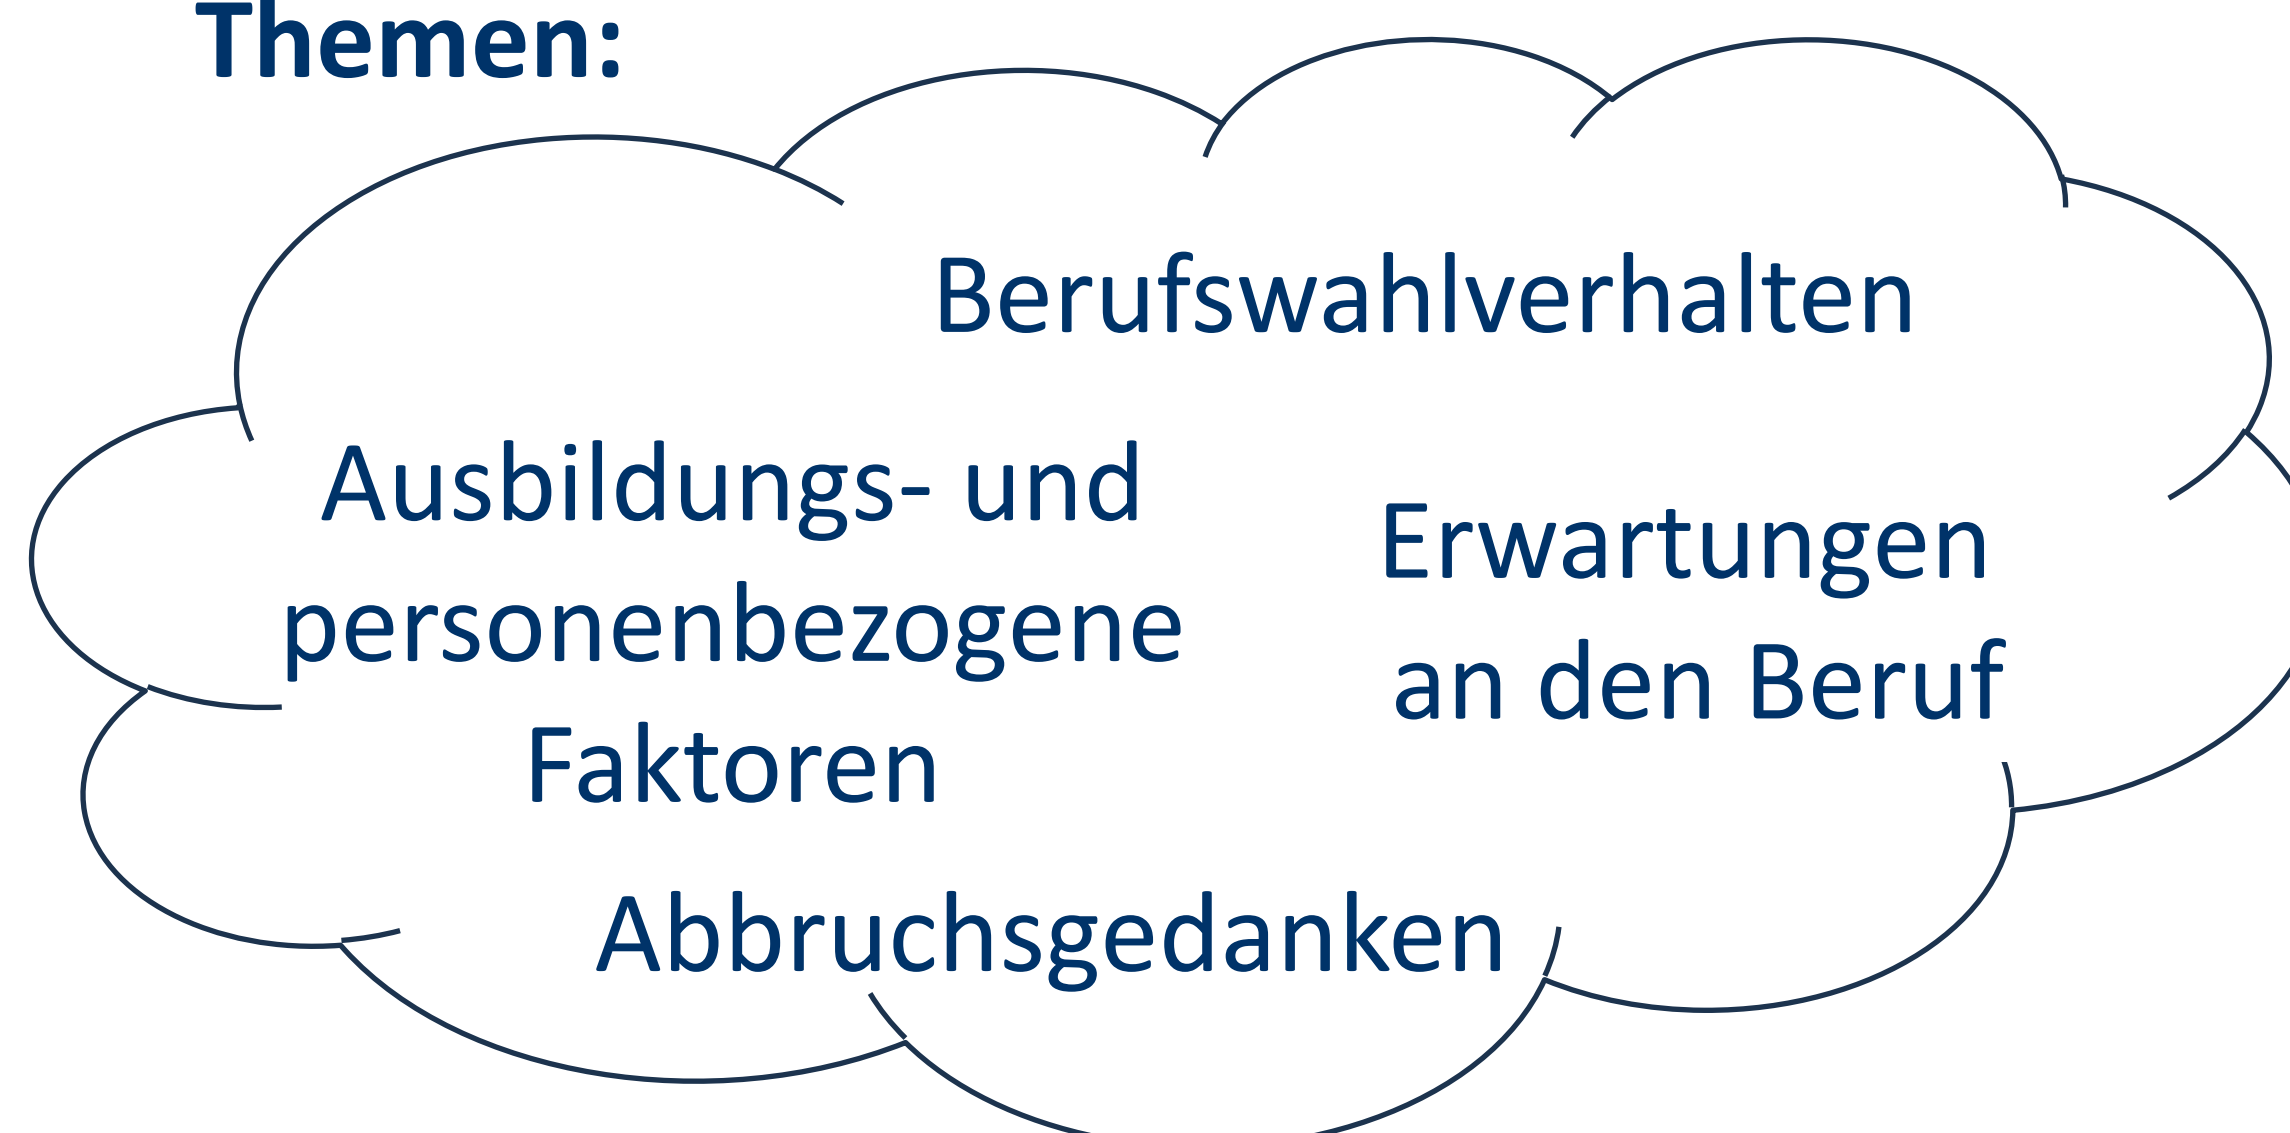 Themen:
Berufswahlverhalten
Ausbildungs- und
personenbezogene
Faktoren
Erwartungen
an den Beruf
Abbruchsgedanken